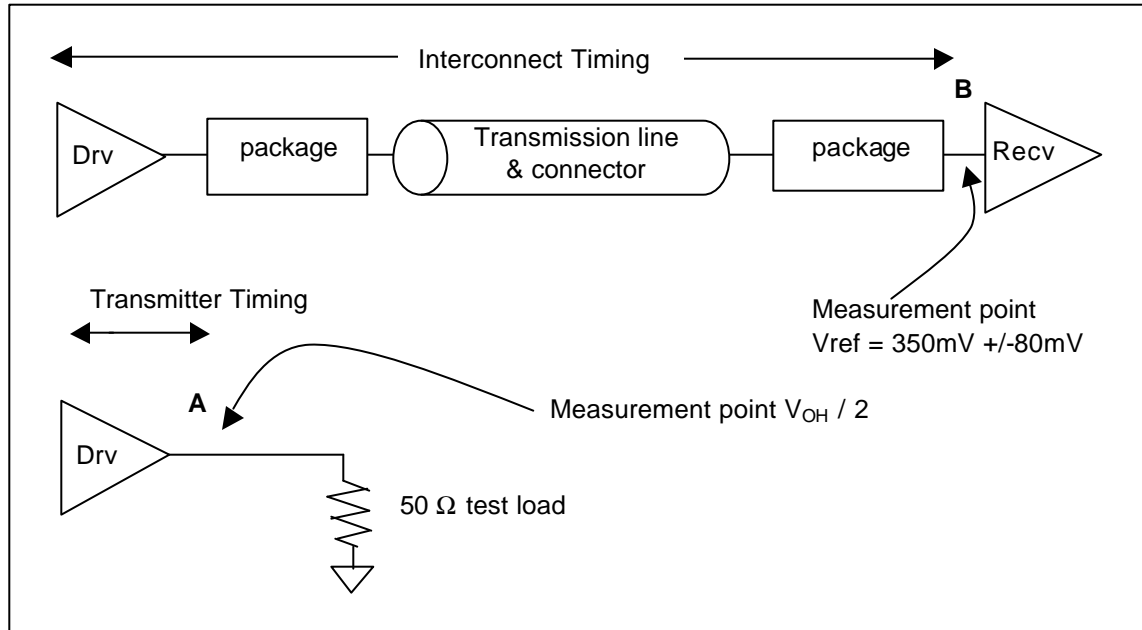 Interconnect Timing
B
Drv
package
Transmission line
& connector
package
Recv
Transmitter Timing
Measurement point
Vref = 350mV +/-80mV
A
Measurement point VOH / 2
Drv
50 Ω test load